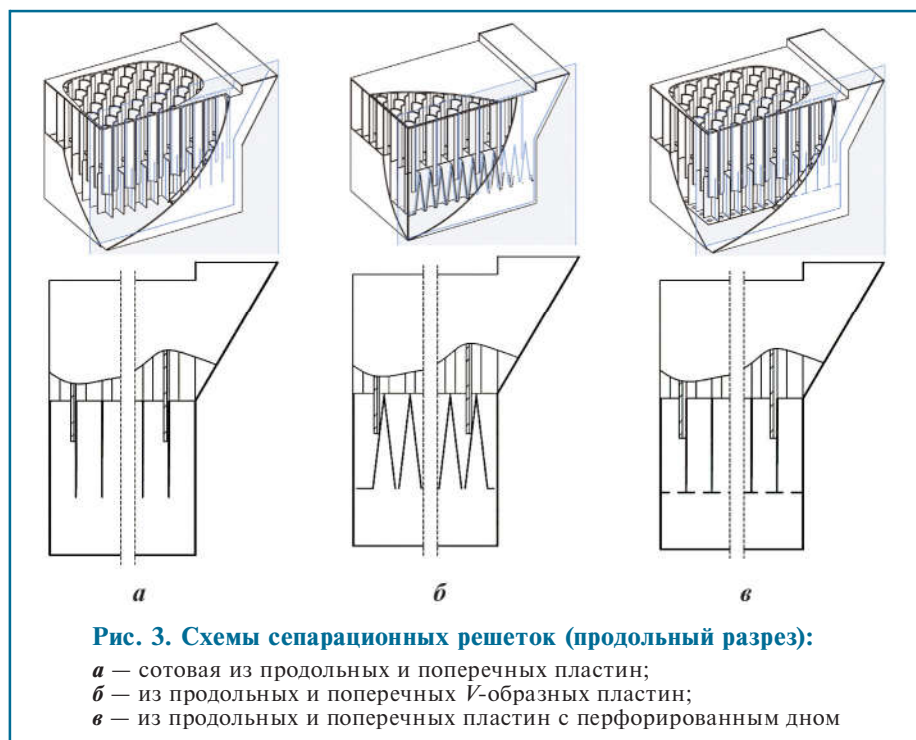 а
б
в
Рис. 3. Схемы сепарационных решеток (продольный разрез):
а — сотовая из продольных и поперечных пластин;
б — из продольных и поперечных V-образных пластин;
в — из продольных и поперечных пластин с перфорированным дном